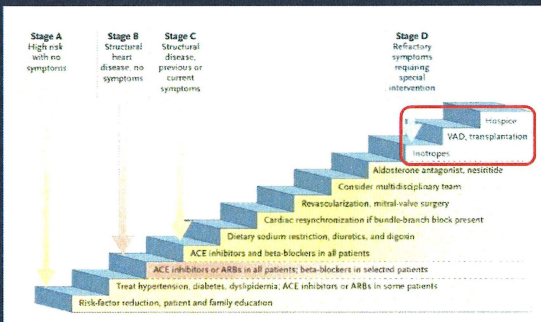 Stage A
High risk
with no
symptoms
Stage B
Structural
heart
disease, no
symptoms
Stage C
Structural
disease,
previous or
current
symptoms
Stage D
Refractory
symptoms
requiring
special
intervention
Hospice
VAD, transplantation
Inotropes
Aldosterone antagonist, nesiritide
Consider multidisciplinary team
Revascularization, mitral-valve surgery
Cardiac resynchronization if bundle-branch block present
Dietary sodium restriction, diuretics, and digoxin
ACE inhibitors and beta-blockers in all patients
ACE inhibitors or ARBs in all patients; beta-blockers in selected patients
Treat hypertension, diabetes, dyslipidemia; ACE inhibitors or ARBs in some patients
Risk-factor reduction, patient and family education